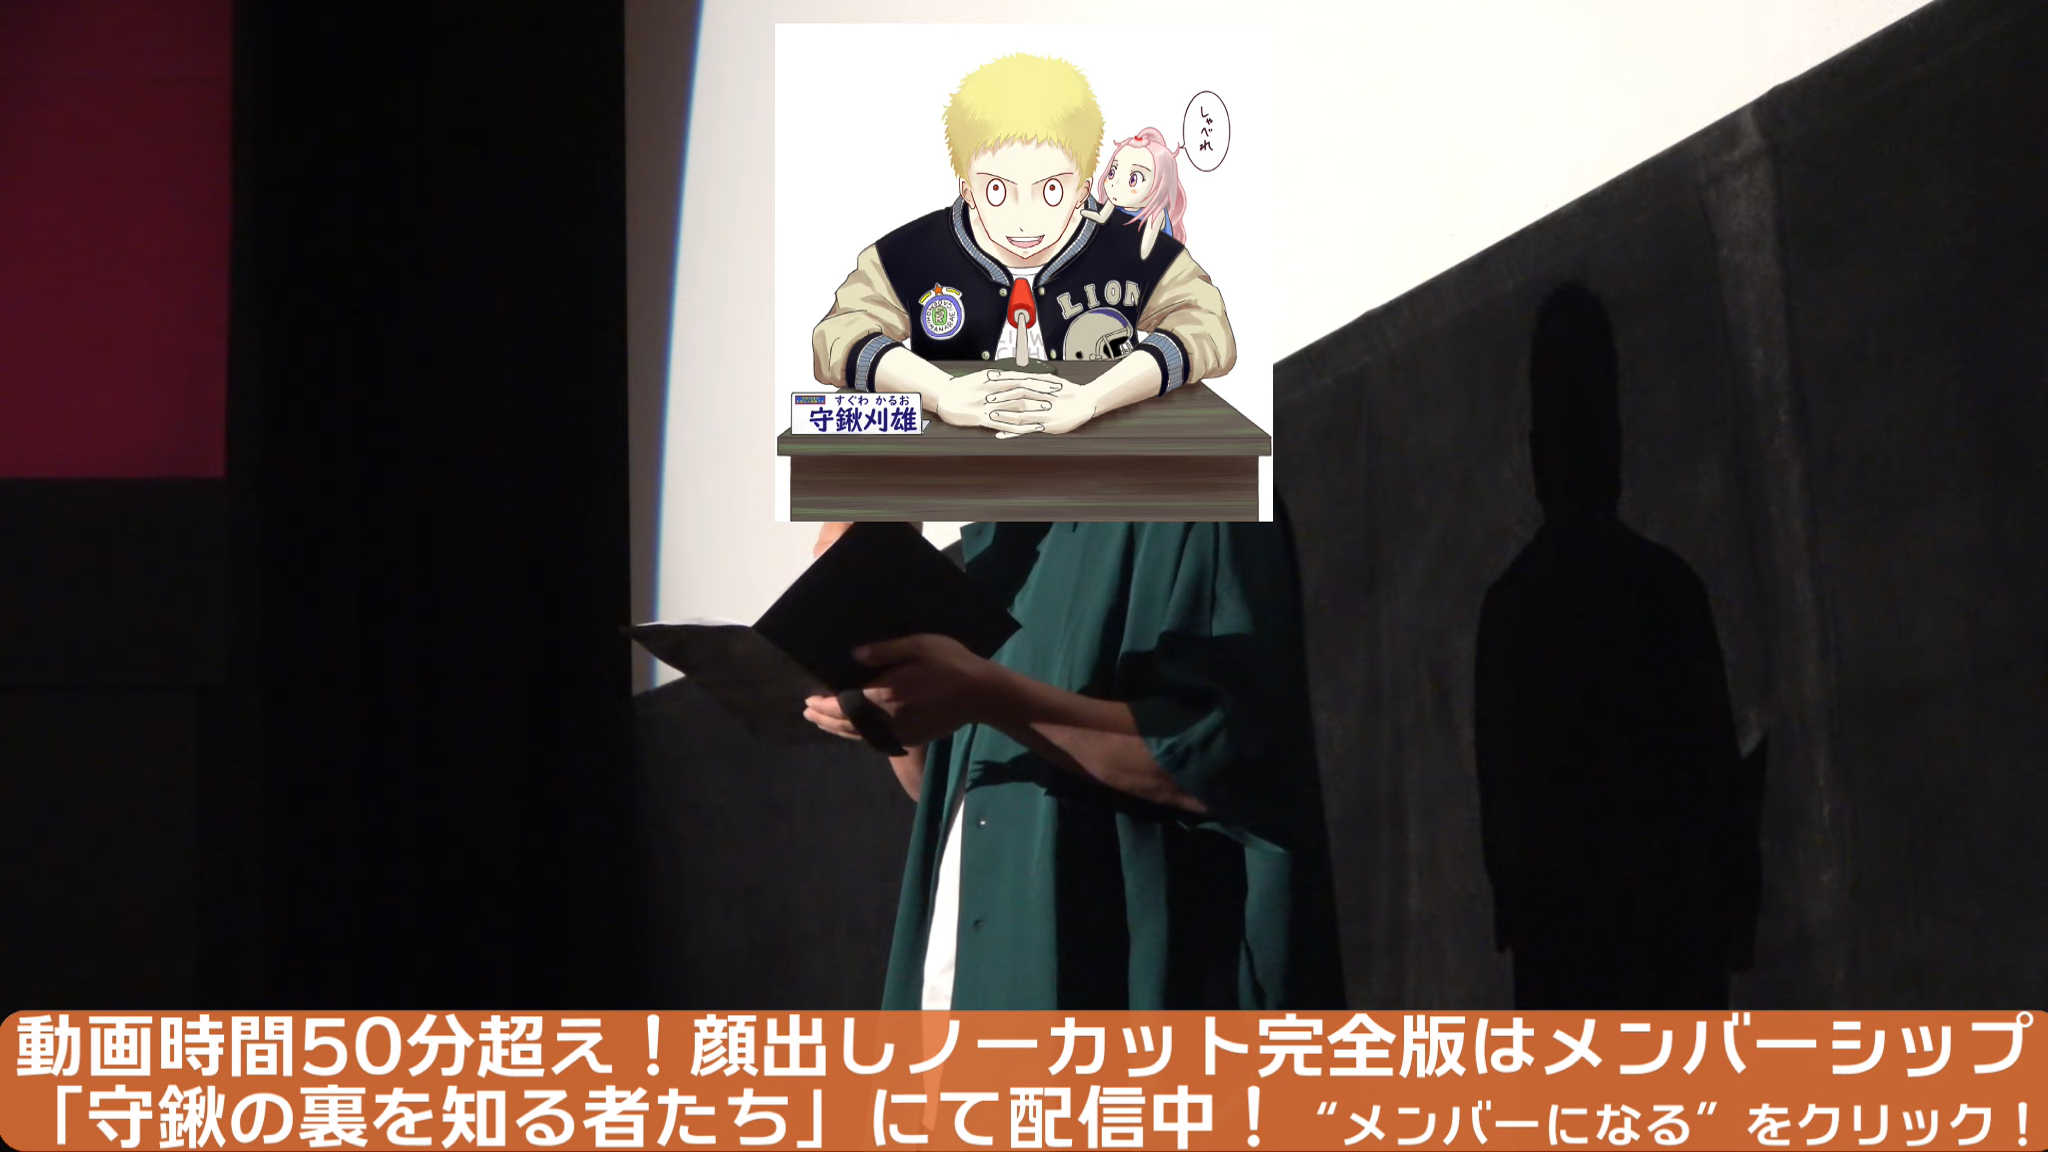 しゃべれ
LION
すぐわ かるお
守鍬刈雄
動画時間50分超え！顔出しノーカット完全版はメンバーシップ
「守鍬の裏を知る者たち」にて配信中！“メンバーになる”をクリック！